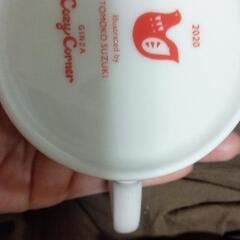 2020
illustrated by
TOMOKO SUZUKI
GINZA
Cozy Corner